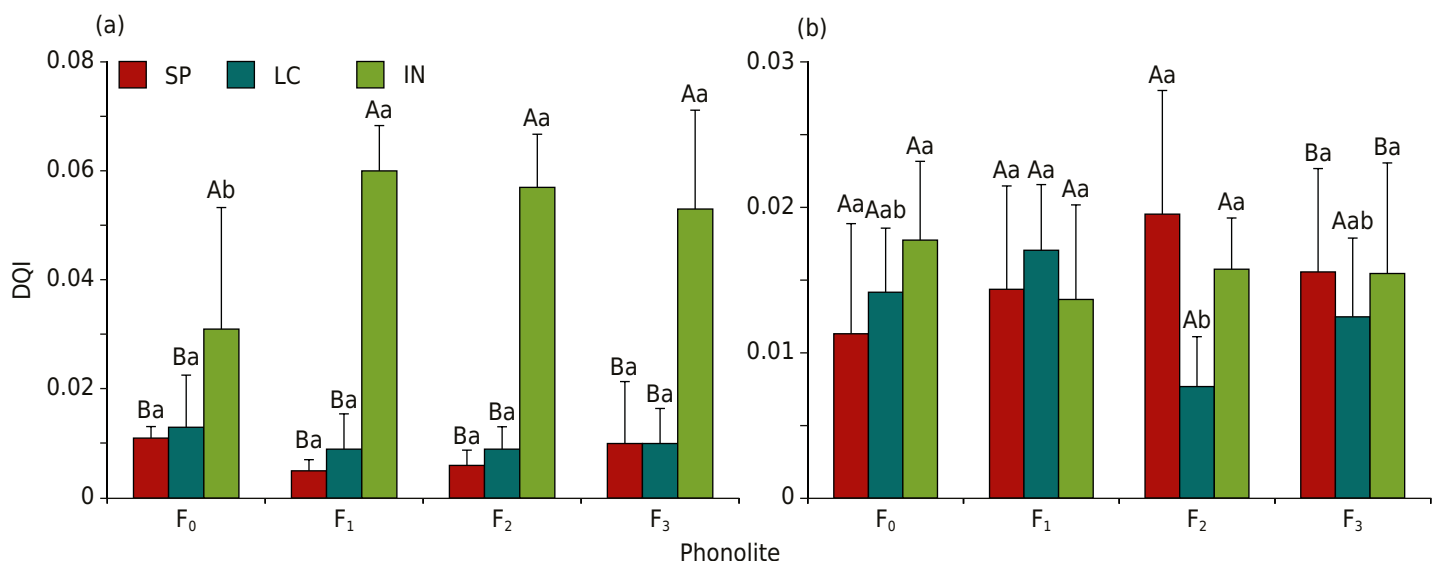 (a)
0.08
0.06
0.04
0.02
0
DQI
SP LC IN
Ba Ba Ab
Ba Ba Aa
Ba Ba Aa
Ba Ba Aa
F₀ F₁ F₂ F₃
(b)
0.03
0.02
0.01
0
Aa Aab Aa
Aa Aa Aa
Aa Ab Aa
Ba Aab Ba
F₀ F₁ F₂ F₃
Phonolite